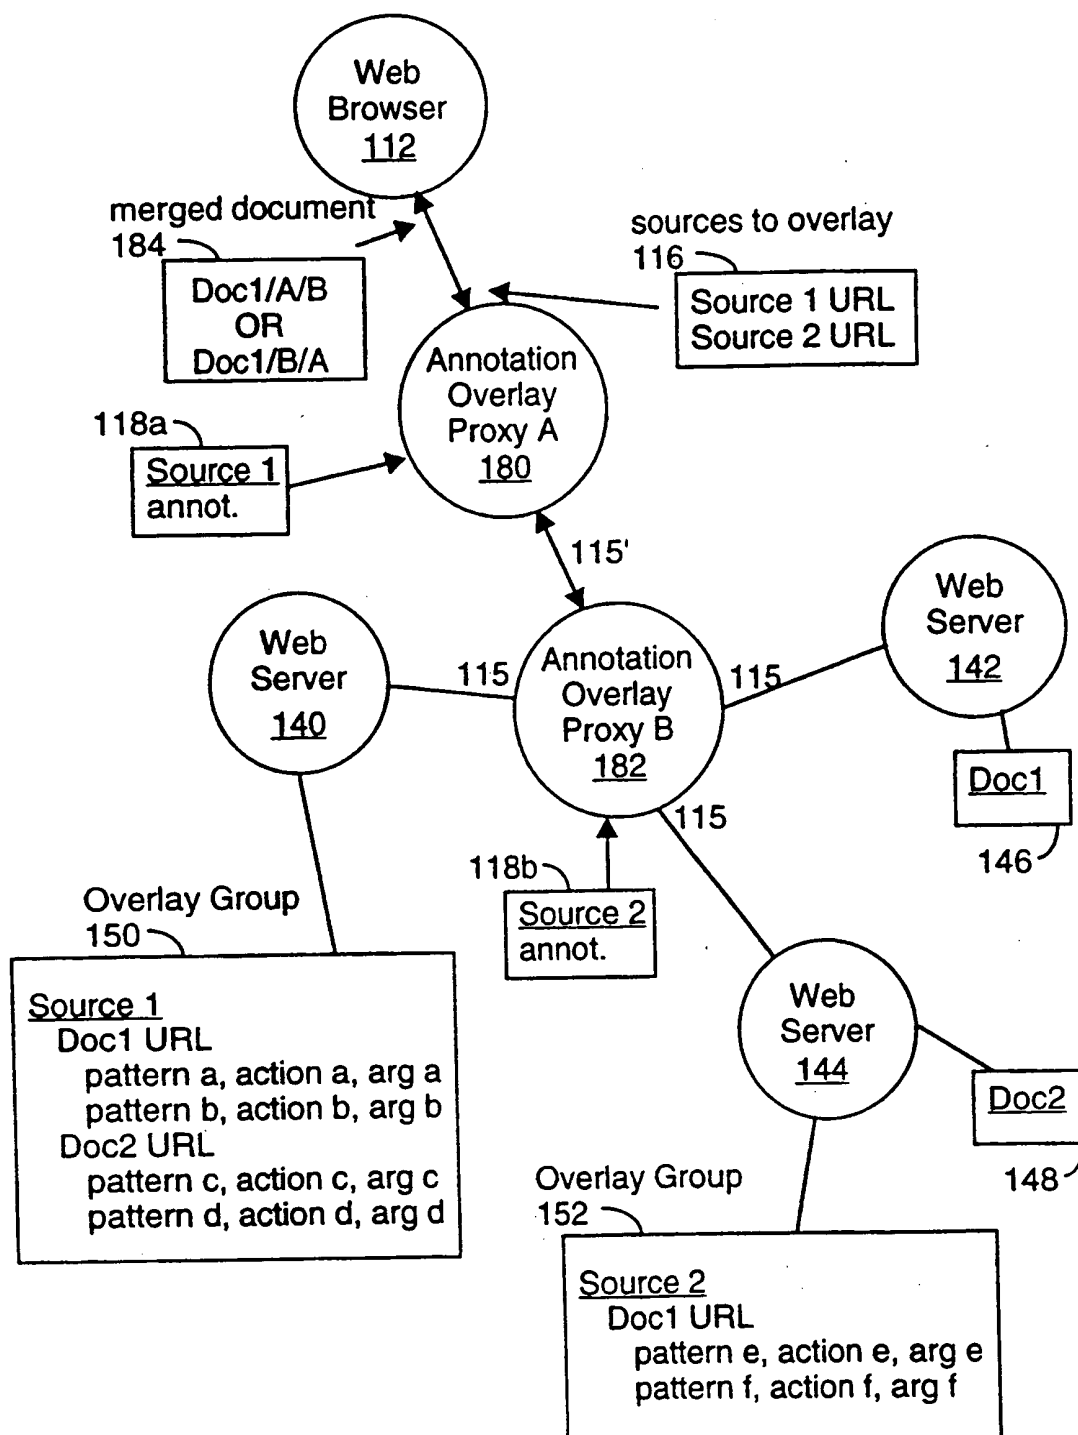 Web
Browser
112
merged document
184
Doc1/A/B
OR
Doc1/B/A
sources to overlay
116
Source 1 URL
Source 2 URL
Annotation
Overlay
Proxy A
180
118a
Source 1
annot.
115'
Web
Server
140
115
Annotation
Overlay
Proxy B
182
115
Web
Server
142
Doc1
146
115
118b
Source 2
annot.
Overlay Group
150
Source 1
Doc1 URL
pattern a, action a, arg a
pattern b, action b, arg b
Doc2 URL
pattern c, action c, arg c
pattern d, action d, arg d
Web
Server
144
Doc2
148
Overlay Group
152
Source 2
Doc1 URL
pattern e, action e, arg e
pattern f, action f, arg f